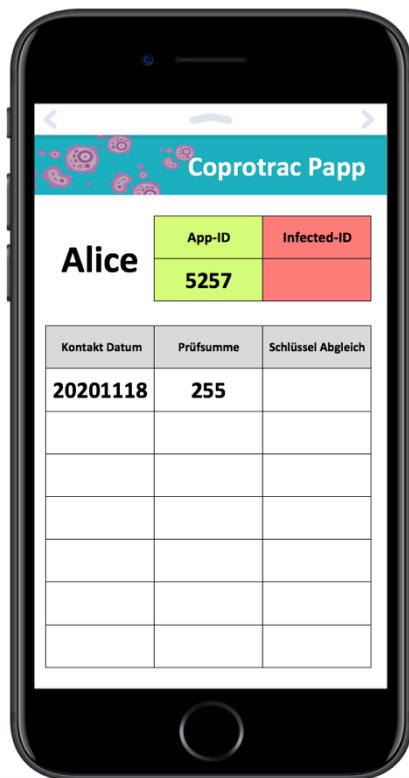 Coprotrac Papp
Alice
App-ID Infected-ID
5257
Kontakt Datum Prüfsumme Schlüssel Abgleich
20201118 255